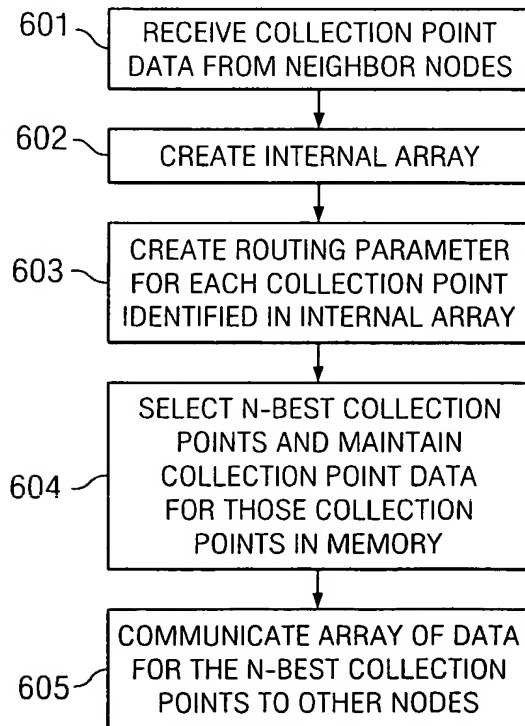 601
RECEIVE COLLECTION POINT
DATA FROM NEIGHBOR NODES
602
CREATE INTERNAL ARRAY
603
CREATE ROUTING PARAMETER
FOR EACH COLLECTION POINT
IDENTIFIED IN INTERNAL ARRAY
604
SELECT N-BEST COLLECTION
POINTS AND MAINTAIN
COLLECTION POINT DATA
FOR THOSE COLLECTION
POINTS IN MEMORY
605
COMMUNICATE ARRAY OF DATA
FOR THE N-BEST COLLECTION
POINTS TO OTHER NODES